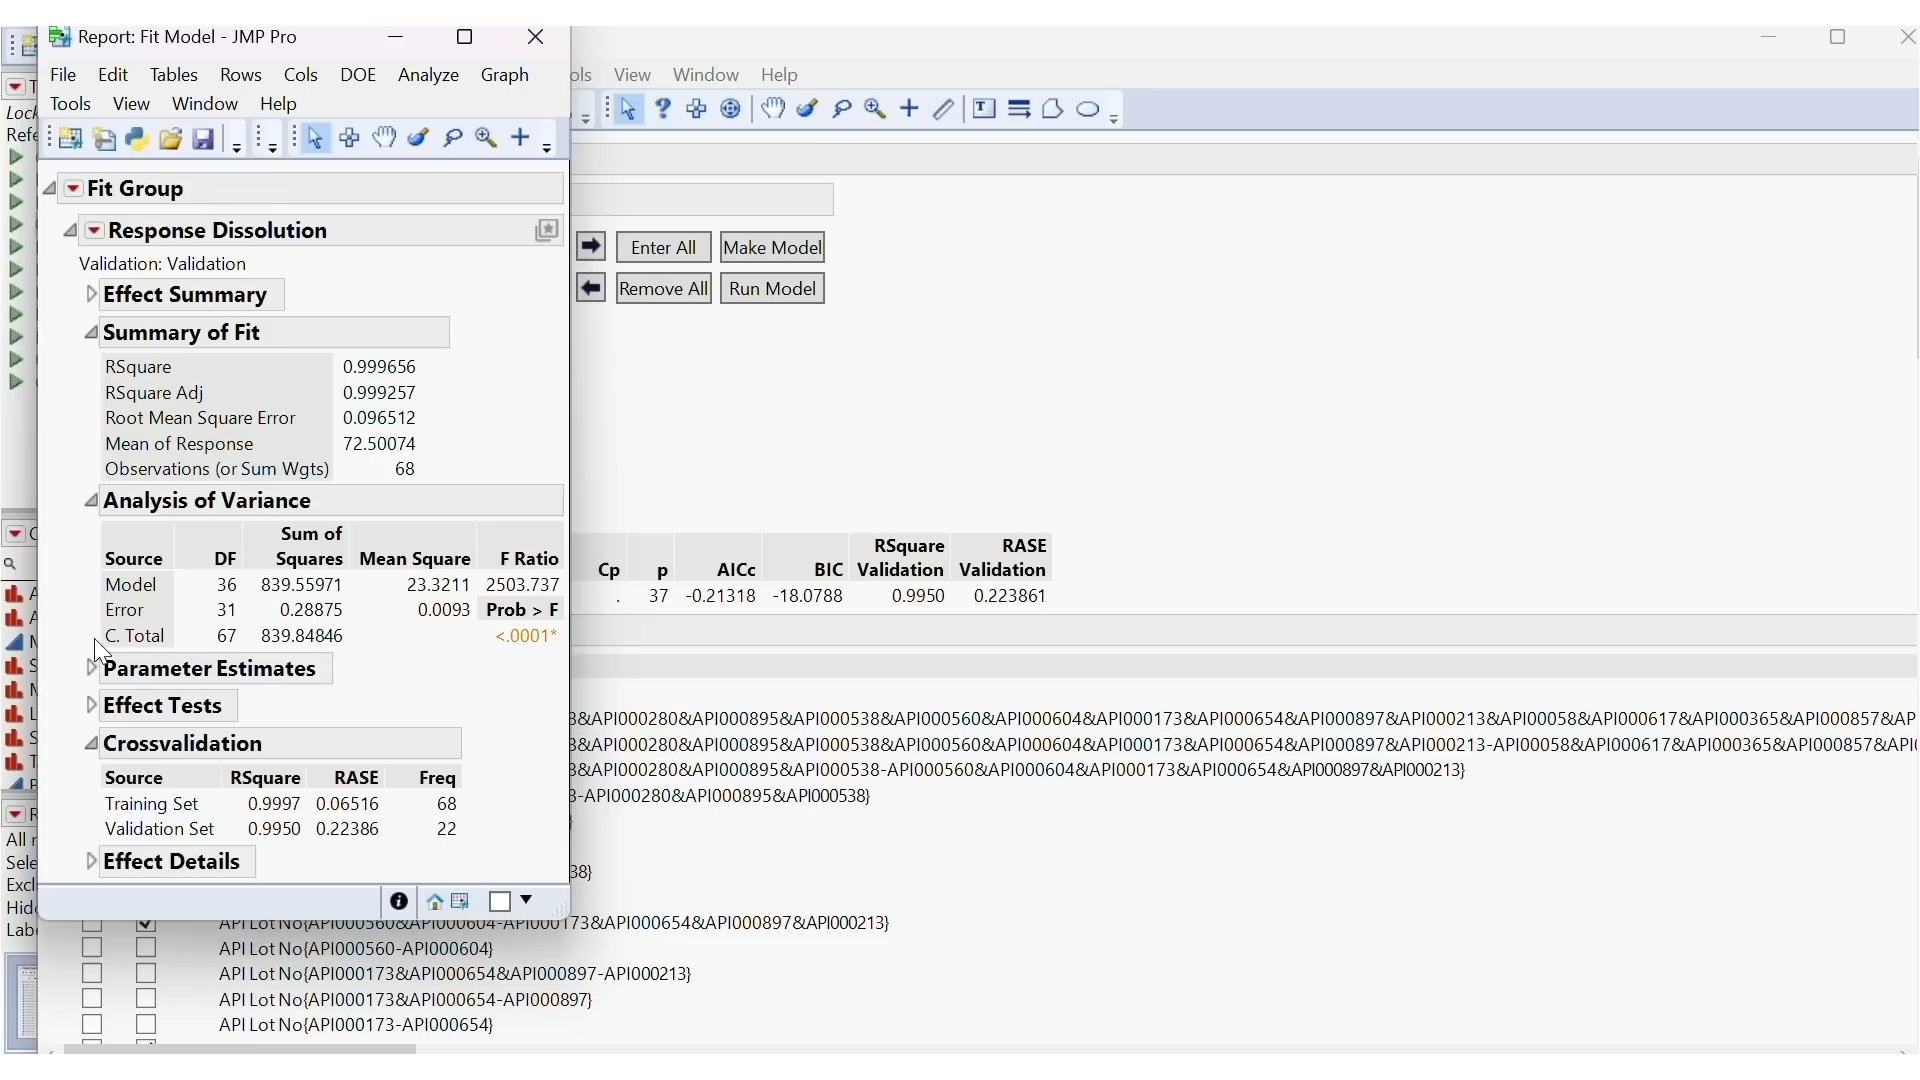 Report: Fit Model - JMP Pro
File Edit Tables Rows Cols DOE Analyze Graph
Tools View Window Help
View Window Help
Fit Group
Response Dissolution
Validation: Validation
Effect Summary
Enter All Make Model
Remove All Run Model
Summary of Fit
RSquare 0.999656
RSquare Adj 0.999257
Root Mean Square Error 0.096512
Mean of Response 72.50074
Observations (or Sum Wgts) 68
Analysis of Variance
Source DF Sum of Squares Mean Square F Ratio
Model 36 839.55971 23.3211 2503.737
Error 31 0.28875 0.0093 Prob > F
C. Total 67 839.84846 <.0001*
Cp p AICc BIC RSquare Validation RASE Validation
. 37 -0.21318 -18.0788 0.9950 0.223861
Parameter Estimates
Effect Tests
Crossvalidation
Source RSquare RASE Freq
Training Set 0.9997 0.06516 68
Validation Set 0.9950 0.22386 22
Effect Details
&API000280&API000895&API000538&API000560&API000604&API000173&API000654&API000897&API000213&API00058&API000617&API000365&API000857&AP
&API000280&API000895&API000538&API000560&API000604&API000173&API000654&API000897&API000213-API00058&API000617&API000365&API000857&API
&API000280&API000895&API000538-API000560&API000604&API000173&API000654&API000897&API000213}
-API000280&API000895&API000538}
38}
API Lot No{API000560&API000604-API000173&API000654&API000897&API000213}
API Lot No{API000560-API000604}
API Lot No{API000173&API000654&API000897-API000213}
API Lot No{API000173&API000654-API000897}
API Lot No{API000173-API000654}